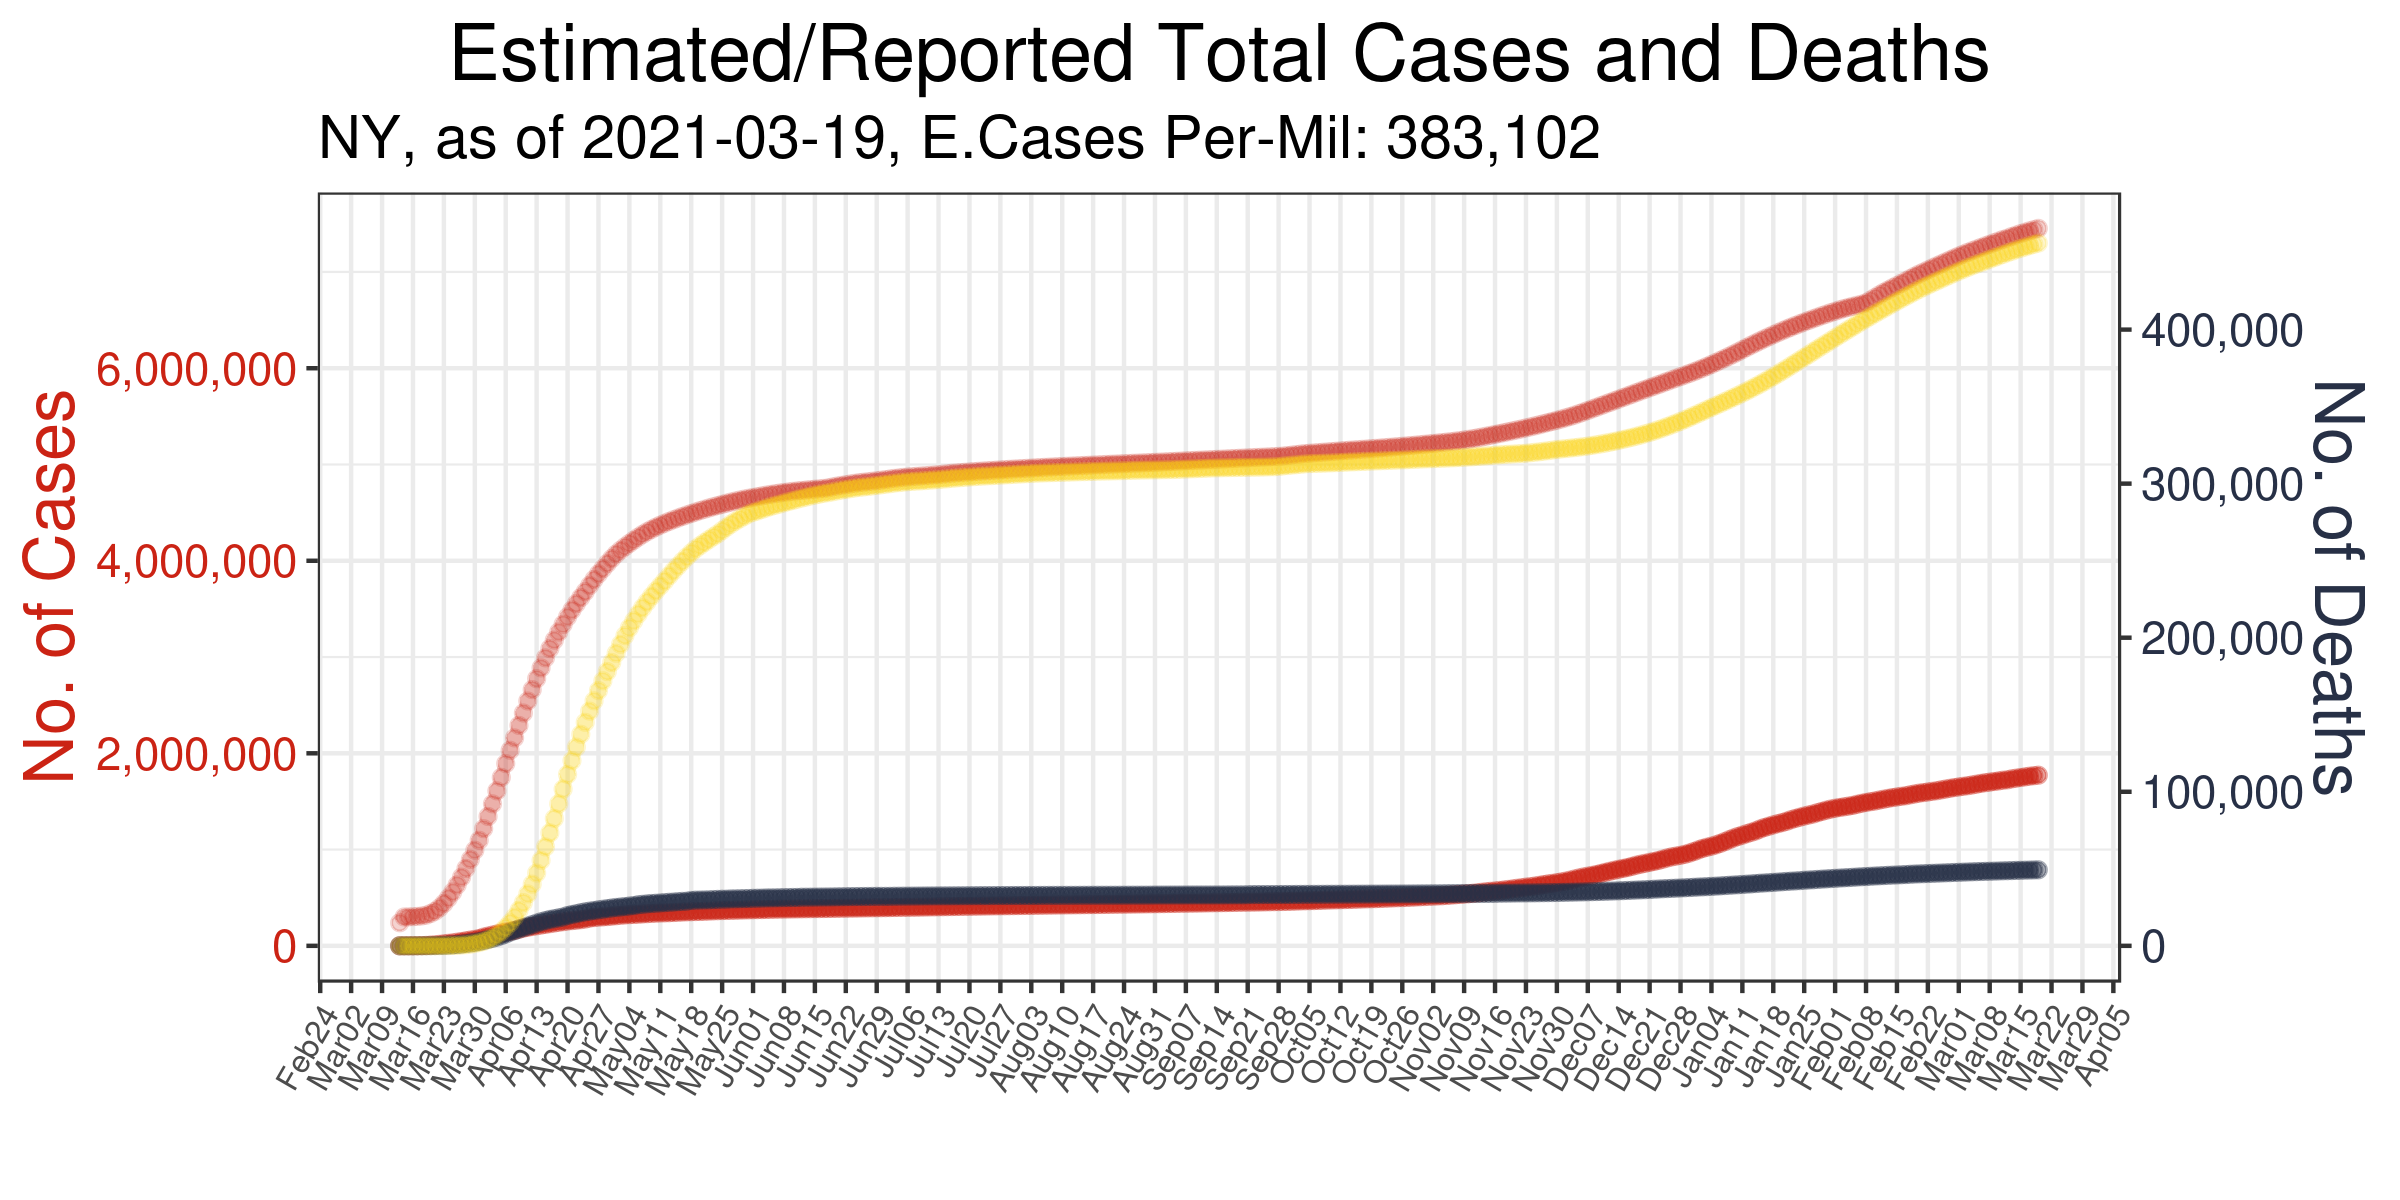 Estimated/Reported Total Cases and Deaths
NY, as of 2021-03-19, E.Cases Per-Mil: 383,102
No. of Cases
6,000,000
4,000,000
2,000,000
0
400,000
300,000
200,000
100,000
0
No. of Deaths
Feb24
Mar02
Mar09
Mar16
Mar23
Mar30
Apr06
Apr13
Apr20
Apr27
May04
May11
May18
May25
Jun01
Jun08
Jun15
Jun22
Jun29
Jul06
Jul13
Jul20
Jul27
Aug03
Aug10
Aug17
Aug24
Aug31
Sep07
Sep14
Sep21
Sep28
Oct05
Oct12
Oct19
Oct26
Nov02
Nov09
Nov16
Nov23
Nov30
Dec07
Dec14
Dec21
Dec28
Jan04
Jan11
Jan18
Jan25
Feb01
Feb08
Feb15
Feb22
Mar01
Mar08
Mar15
Mar22
Mar29
Apr05